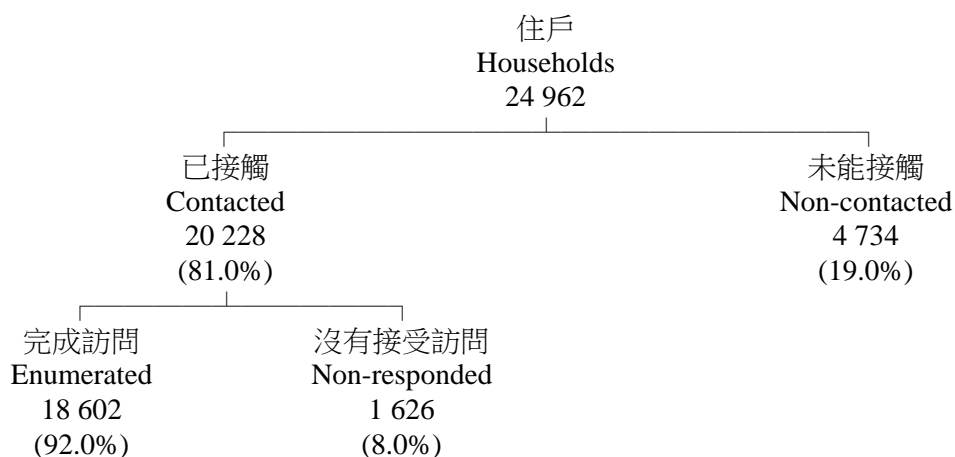 住戶
Households
24 962
已接觸
Contacted
20 228
(81.0%)
未能接觸
Non-contacted
4 734
(19.0%)
完成訪問
Enumerated
18 602
(92.0%)
沒有接受訪問
Non-responded
1 626
(8.0%)